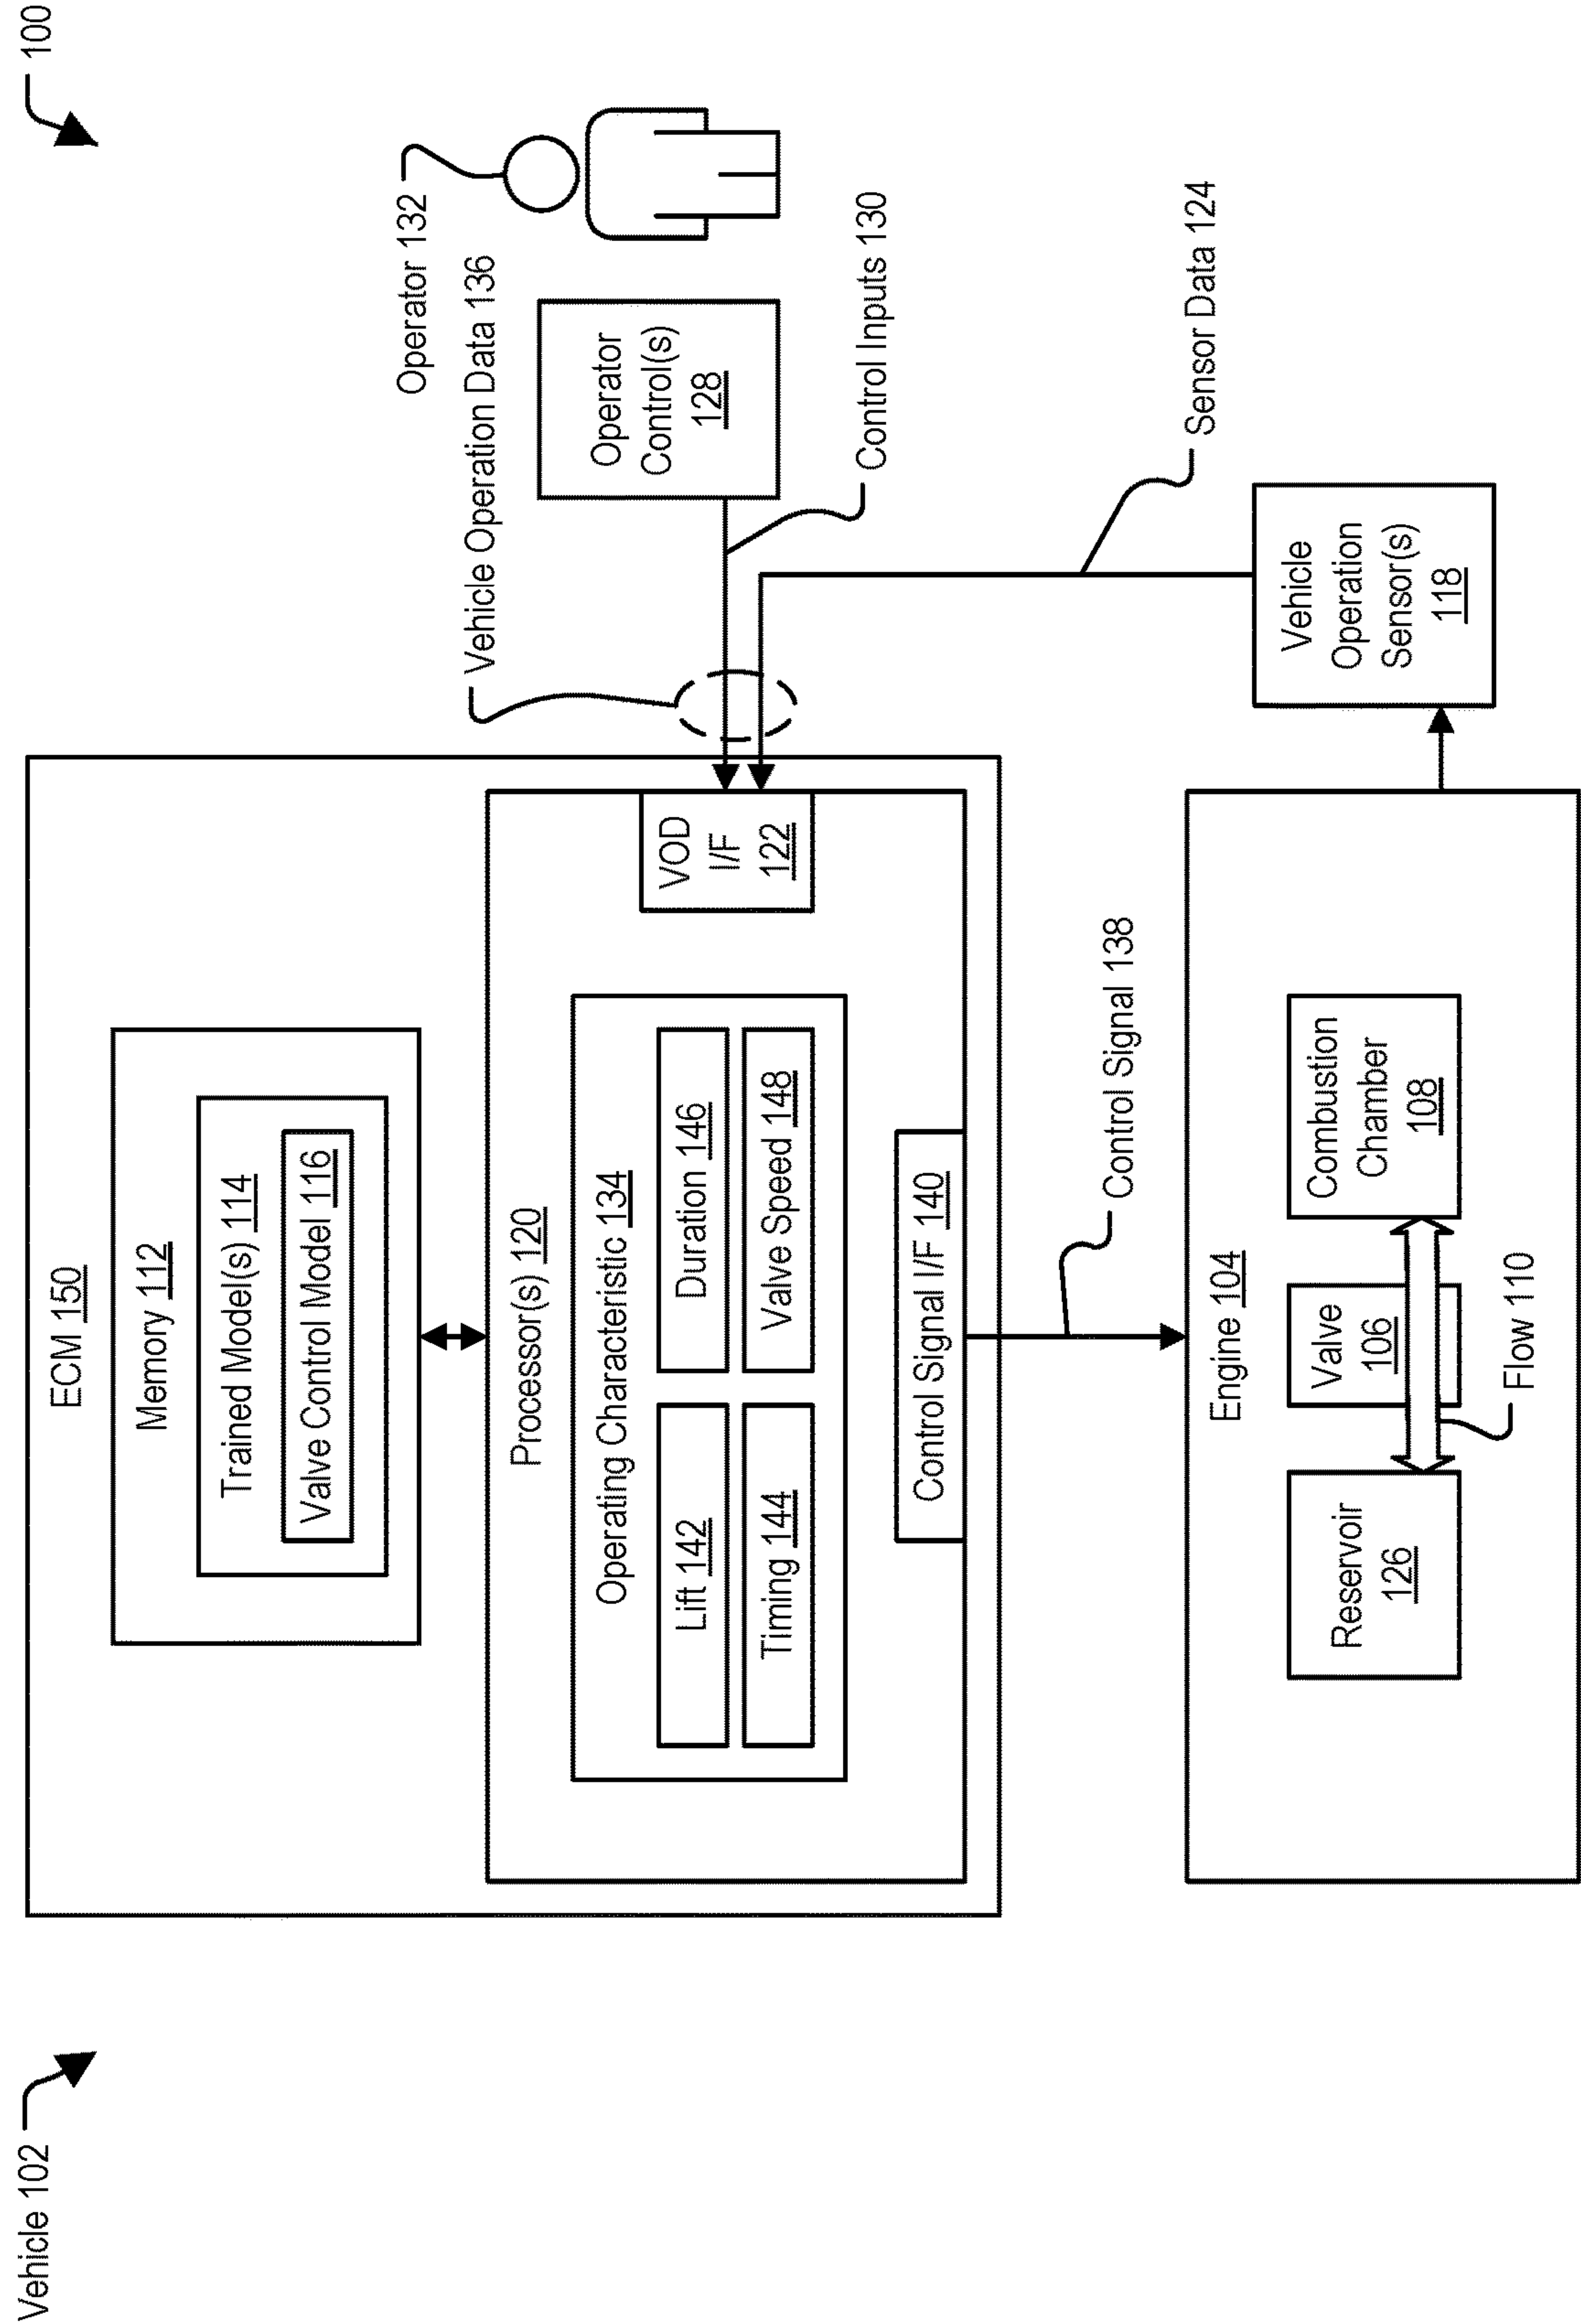 Vehicle 102
100
ECM 150
Memory 112
Trained Model(s) 114
Valve Control Model 116
Operator 132
Vehicle Operation Data 136
Processor(s) 120
Operating Characteristic 134
Lift 142
Duration 146
Timing 144
Valve Speed 148
VOD
I/F
122
Operator
Control(s)
128
Control Inputs 130
Control Signal I/F 140
Control Signal 138
Sensor Data 124
Engine 104
Reservoir
126
Valve
106
Combustion
Chamber
108
Flow 110
Vehicle
Operation
Sensor(s)
118